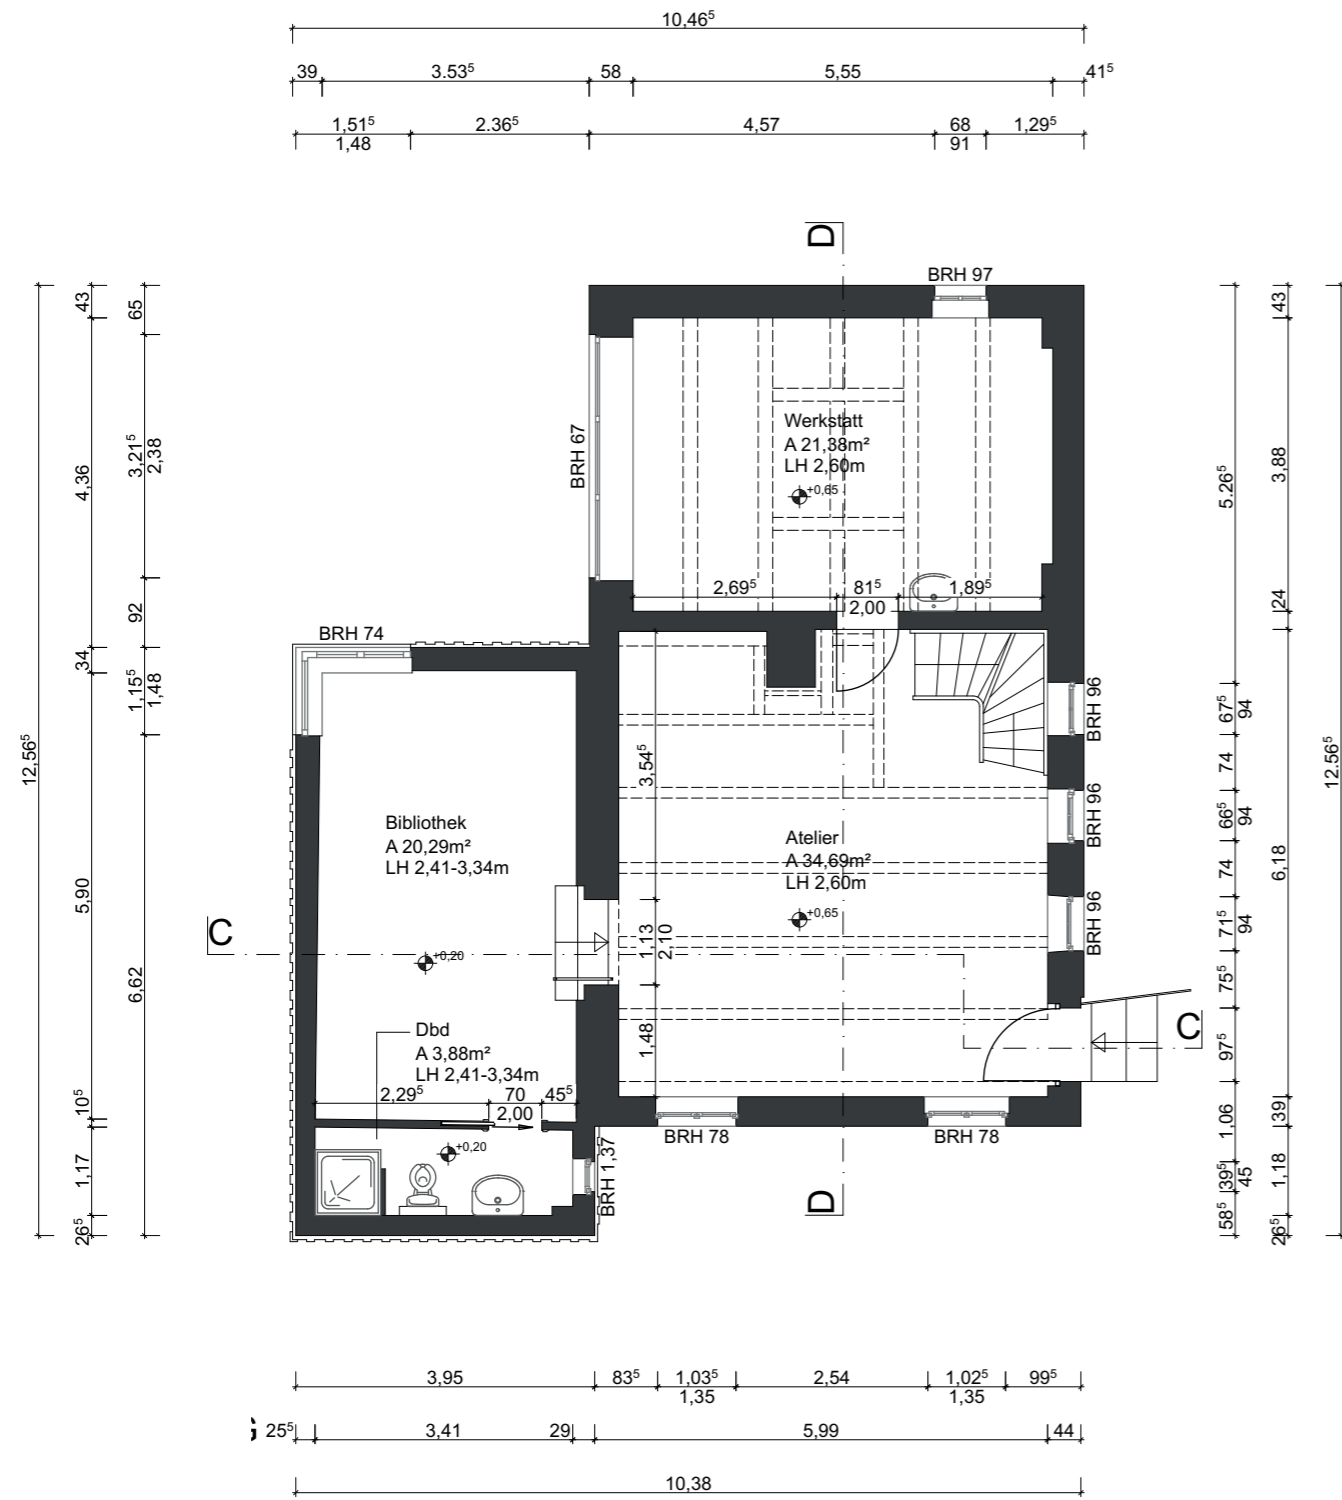 10,46⁵
39 3.53⁵ 58 5,55 41⁵
1,51⁵ 2.36⁵ 4,57 68 1,29⁵
1,48 91
D
BRH 97
43
65
4,36
3,21⁵
2,38
92
34
1,15⁵
1,48
12.56⁵
5,90
6,62
10⁵
1,17
26⁵
BRH 67
Werkstatt
A 21,38m²
LH 2,60m
+0,65
2,69⁵ 81⁵ 1,89⁵
2,00
BRH 74
3,54⁵
Bibliothek
A 20,29m²
LH 2,41-3,34m
Atelier
A 34,69m²
LH 2,60m
+0,65
BRH 96
BRH 96
BRH 96
C
+0,20
1,13
2,10
1,48
C
Dbd
A 3,88m²
LH 2,41-3,34m
2,29⁵ 70 45⁵
2,00
+0,20
BRH 1,37
BRH 78
BRH 78
D
5.26⁵
67⁵
94
74
66⁵
94
74
71⁵
94
75⁵
97⁵
1,06
39⁵
45
58⁵
43
3,88
24
6,18
39
1,18
26⁵
12.56⁵
3,95 83⁵ 1,03⁵ 2,54 1,02⁵ 99⁵
1,35 1,35
25⁵ 3,41 29 5,99 44
10,38